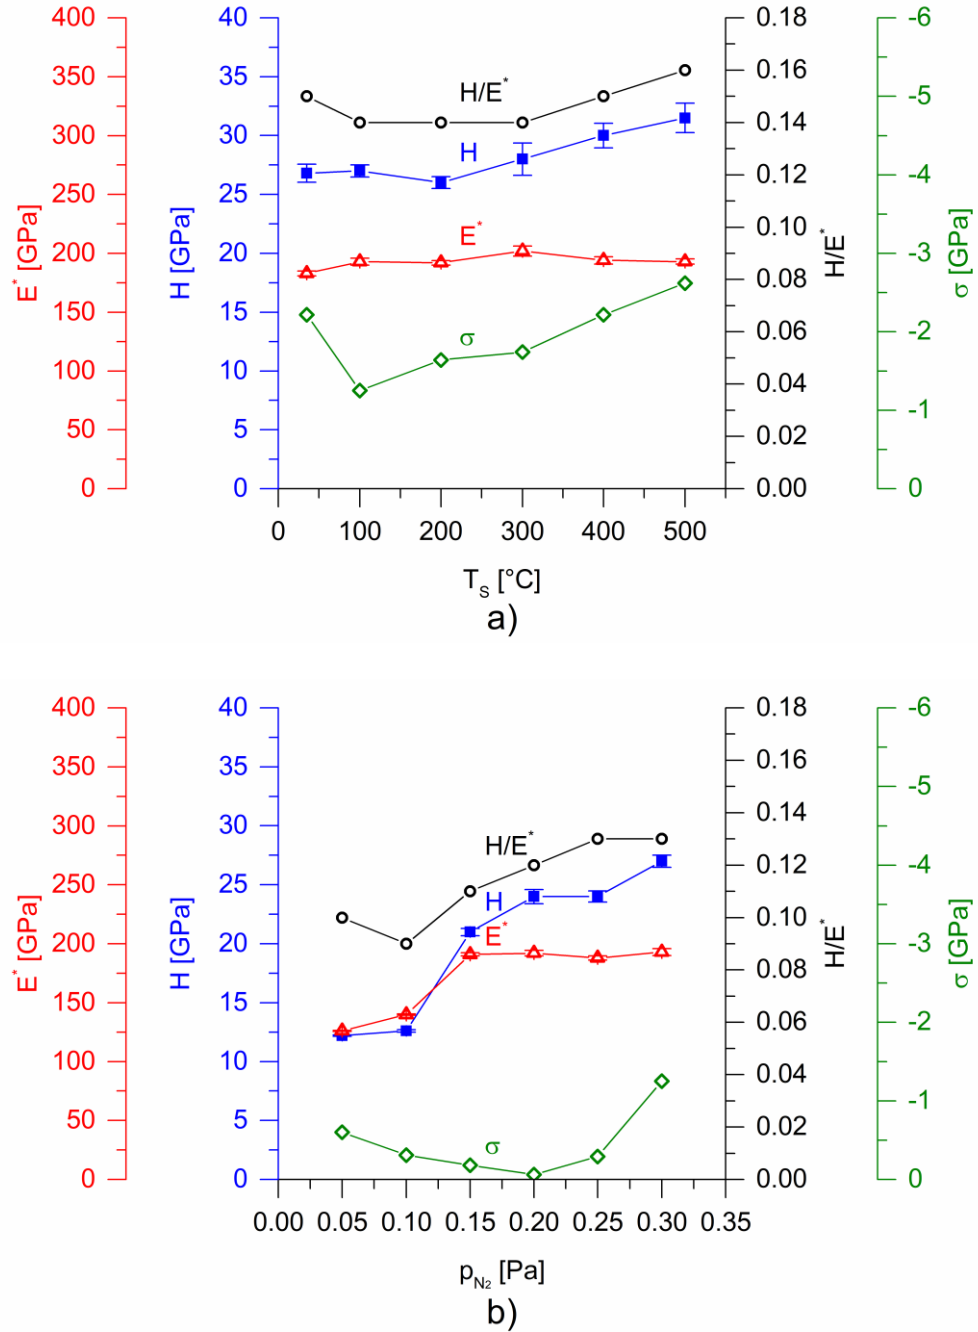 400 40 0.18 -6
350 35 0.16 -5
300 30 0.14 -4
250 25 0.12 -3
200 20 0.10 -2
150 15 0.08 -1
100 10 0.06 0
50 5 0.04
0 0 0.02
0.00
E* [GPa]
H [GPa]
H/E*
σ [GPa]
H/E*
H
E*
σ
0 100 200 300 400 500
T_S [°C]
a)
400 40 0.18 -6
350 35 0.16 -5
300 30 0.14 -4
250 25 0.12 -3
200 20 0.10 -2
150 15 0.08 -1
100 10 0.06 0
50 5 0.04
0 0 0.02
0.00
E* [GPa]
H [GPa]
H/E*
σ [GPa]
H/E*
H
E*
σ
0.00 0.05 0.10 0.15 0.20 0.25 0.30 0.35
p_N₂ [Pa]
b)